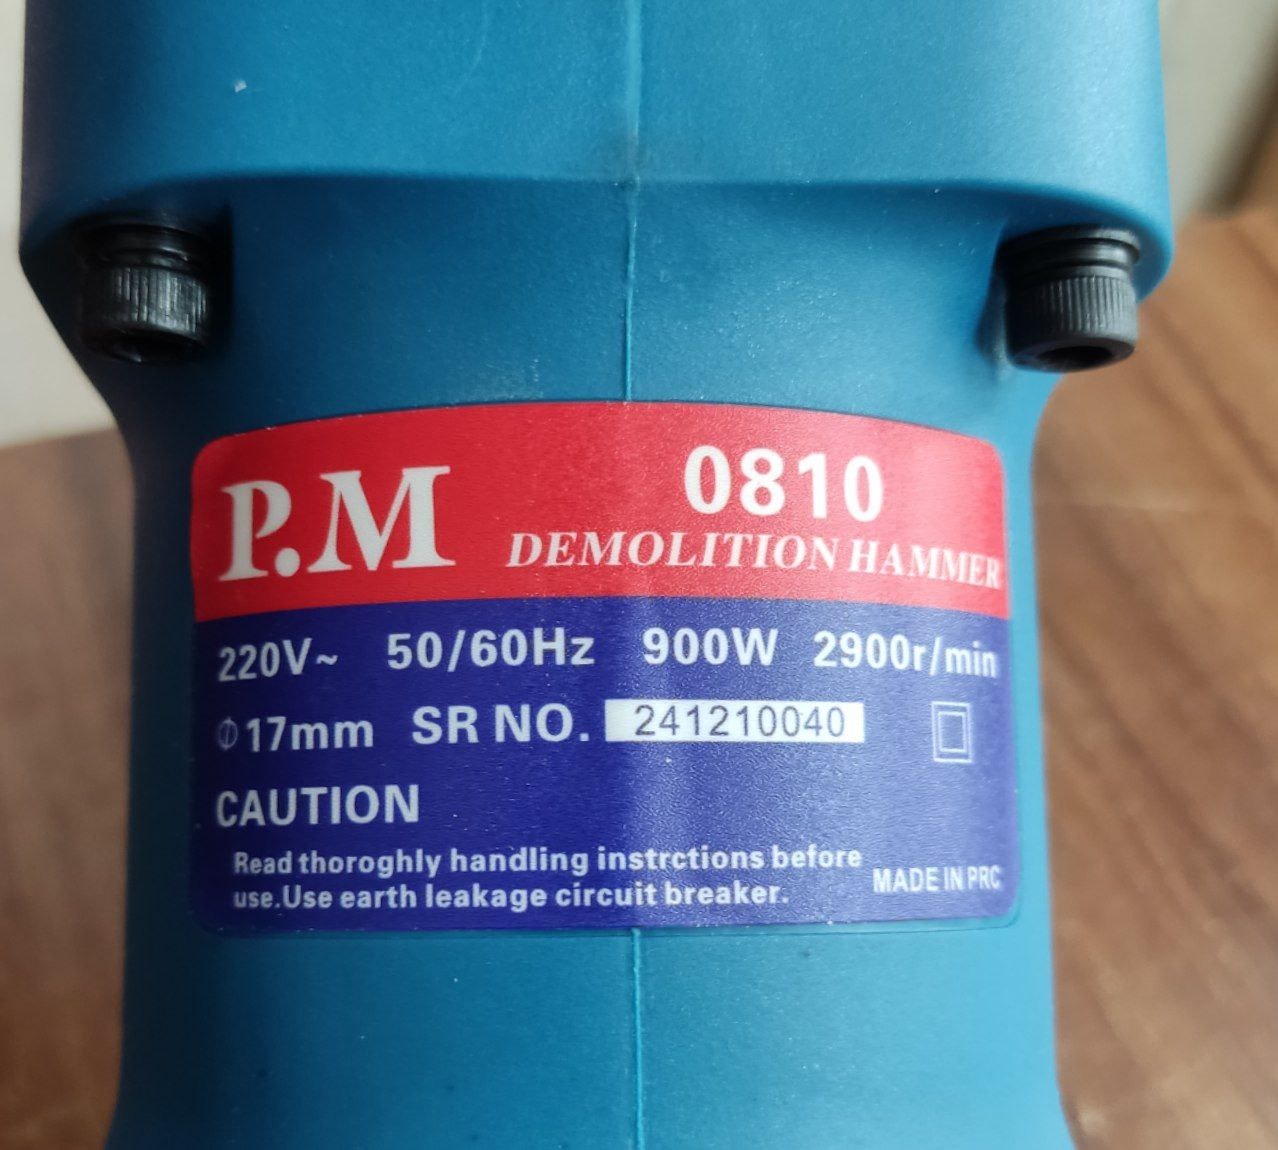 P.M 0810
DEMOLITION HAMMER
220V~ 50/60Hz 900W 2900r/min
⌀17mm SR NO. 241210040
CAUTION
Read thoroghly handling instrctions before
use.Use earth leakage circuit breaker.
MADE IN PRC